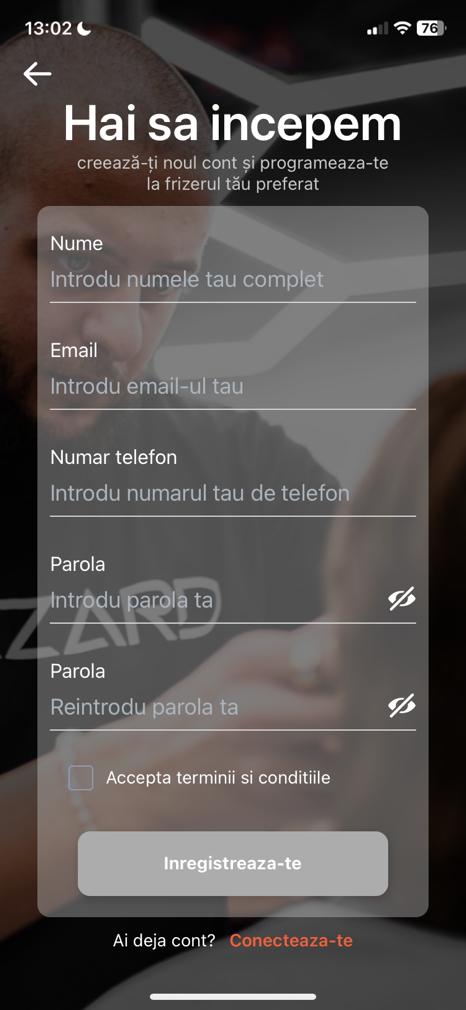 13:02
76
Hai sa incepem
creează-ți noul cont și programeaza-te
la frizerul tău preferat
Nume
Introdu numele tau complet
Email
Introdu email-ul tau
Numar telefon
Introdu numarul tau de telefon
Parola
Introdu parola ta
ZARD
Parola
Reintrodu parola ta
Accepta terminii si conditiile
Inregistreaza-te
Ai deja cont? Conecteaza-te